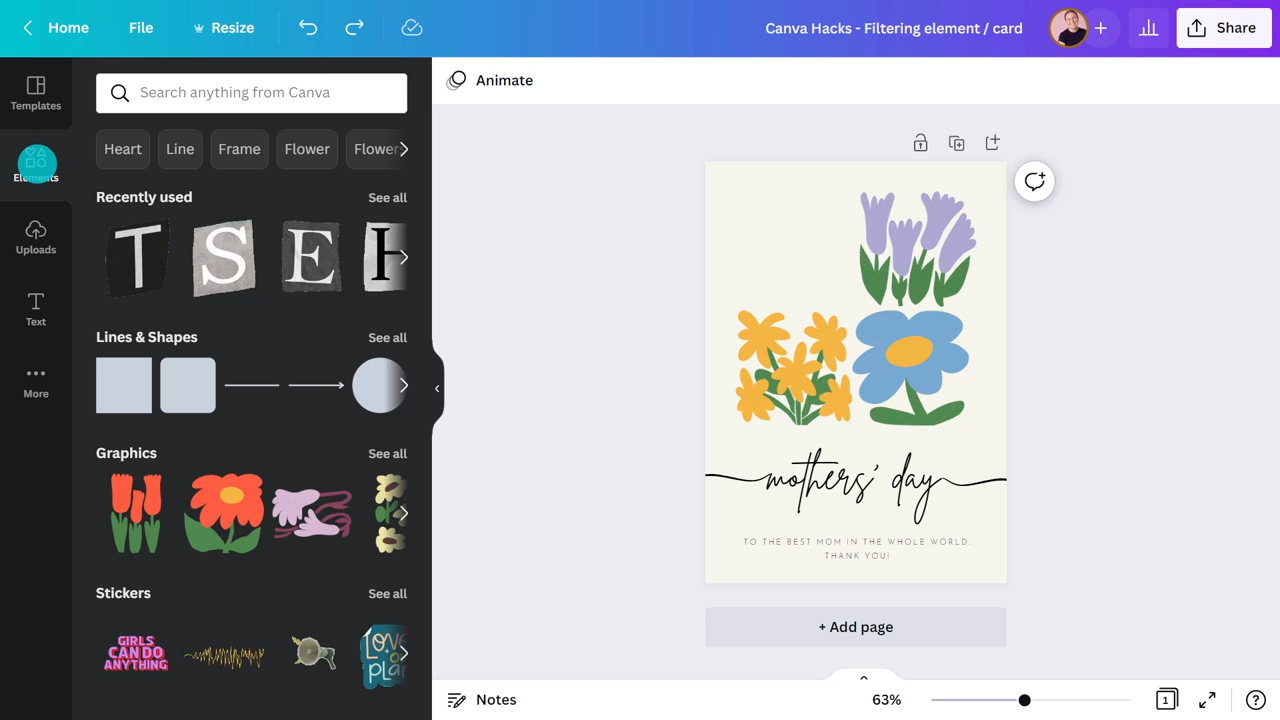 Home
File
Resize
Canva Hacks - Filtering element / card
Share
Templates
Elements
Uploads
Text
More
Search anything from Canva
Heart
Line
Frame
Flower
Flower
Recently used
See all
T S E H
Lines & Shapes
See all
Graphics
See all
Stickers
See all
GIRLS
CAN DO
ANYTHING
LOVE
pla
Animate
mothers' day
TO THE BEST MOM IN THE WHOLE WORLD.
THANK YOU!
+ Add page
Notes
63%
1